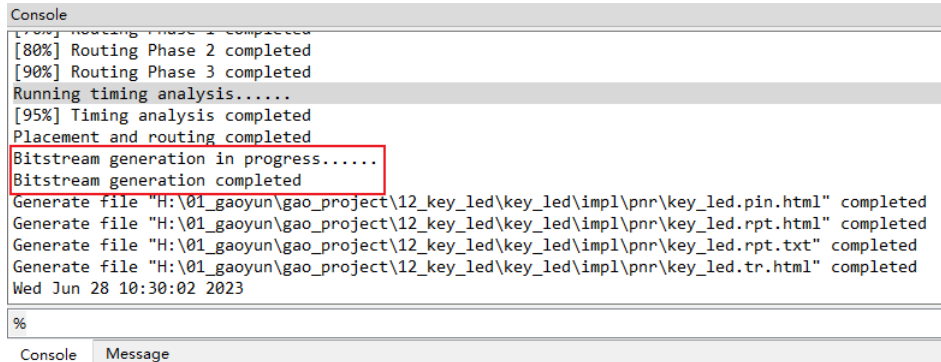 Console
[80%] Routing Phase 2 completed
[90%] Routing Phase 3 completed
Running timing analysis......
[95%] Timing analysis completed
Placement and routing completed
Bitstream generation in progress......
Bitstream generation completed
Generate file "H:\01_gaoyun\gao_project\12_key_led\key_led\impl\pnr\key_led.pin.html" completed
Generate file "H:\01_gaoyun\gao_project\12_key_led\key_led\impl\pnr\key_led.rpt.html" completed
Generate file "H:\01_gaoyun\gao_project\12_key_led\key_led\impl\pnr\key_led.rpt.txt" completed
Generate file "H:\01_gaoyun\gao_project\12_key_led\key_led\impl\pnr\key_led.tr.html" completed
Wed Jun 28 10:30:02 2023
%
Console Message